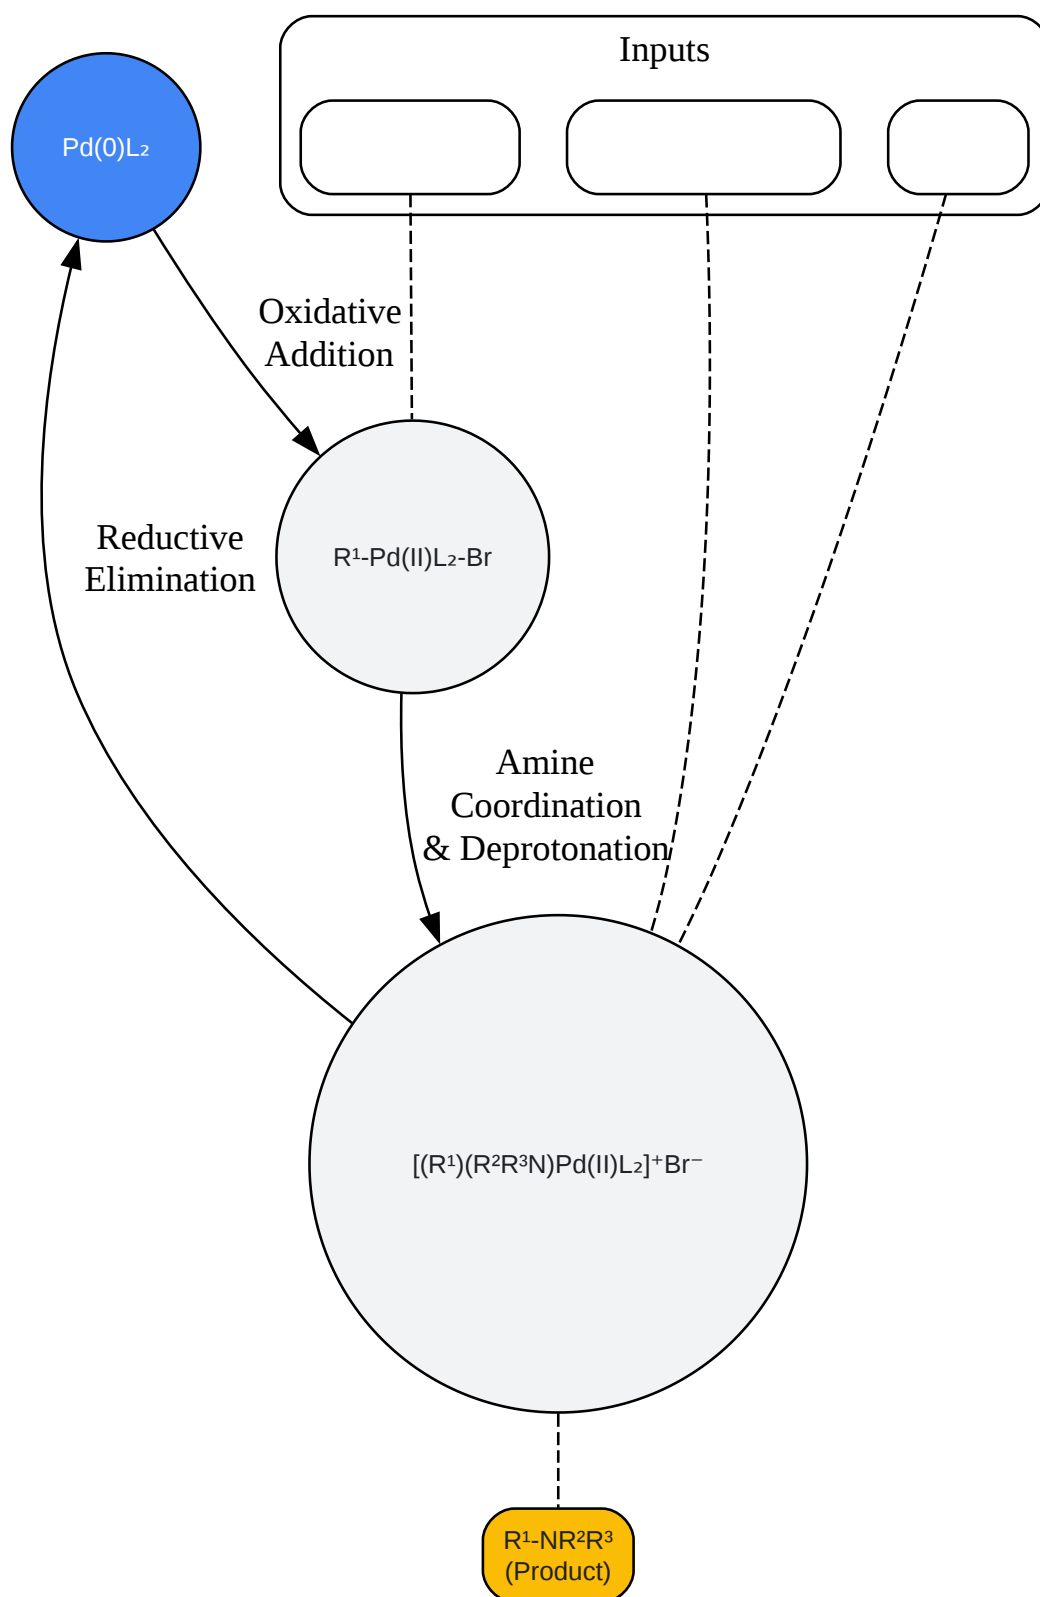 Inputs
Pd(0)L₂
Oxidative
Addition
Reductive
Elimination
R¹-Pd(II)L₂-Br
Amine
Coordination
& Deprotonation
[(R¹)(R²R³N)Pd(II)L₂]⁺Br⁻
R¹-NR²R³
(Product)